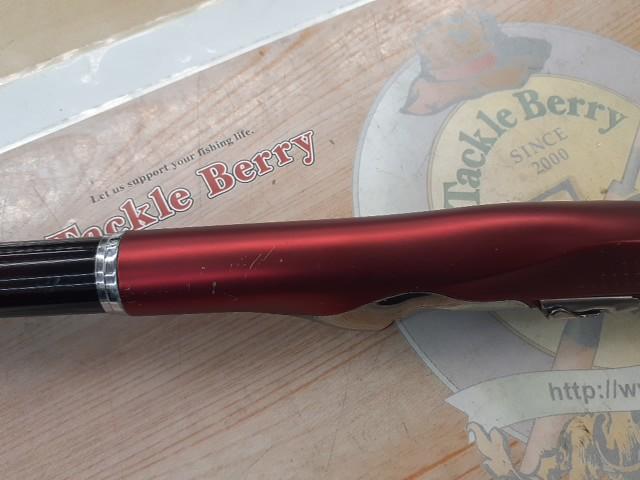 Let us support your fishing life.
Tackle Berry
Tackle Berry
SINCE
2000
http://w